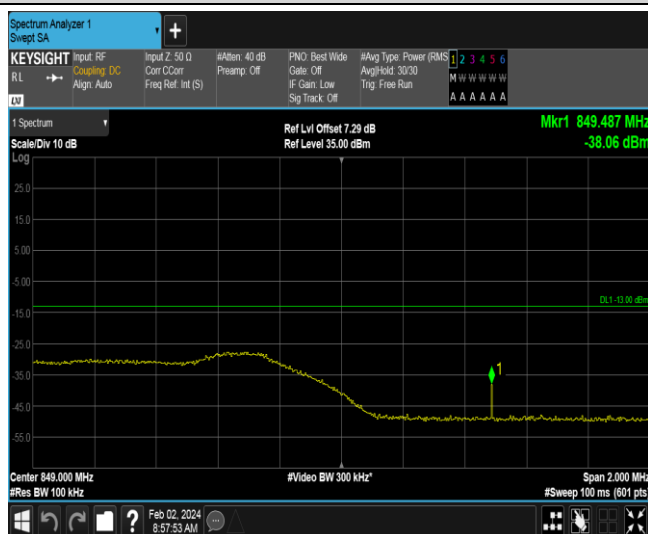 Spectrum Analyzer 1
Swept SA
+
KEYSIGHT
RL
LXI
Input: RF
Coupling: DC
Align: Auto
Input Z: 50 Ω
Corr CCorr
Freq Ref: Int (S)
#Atten: 40 dB
Preamp: Off
PNO: Best Wide
Gate: Off
IF Gain: Low
Sig Track: Off
#Avg Type: Power (RMS
Avg|Hold: 30/30
Trig: Free Run
1 2 3 4 5 6
M W W W W W
A A A A A A
1 Spectrum
Scale/Div 10 dB
Log
Ref Lvl Offset 7.29 dB
Ref Level 35.00 dBm
Mkr1 849.487 MHz
-38.06 dBm
25.0
15.0
5.00
-5.00
DL1 -13.00 dBm
-15.0
-25.0
1
-35.0
-45.0
-55.0
Center 849.000 MHz
#Res BW 100 kHz
#Video BW 300 kHz*
Span 2.000 MHz
#Sweep 100 ms (601 pts)
?
Feb 02, 2024
8:57:53 AM